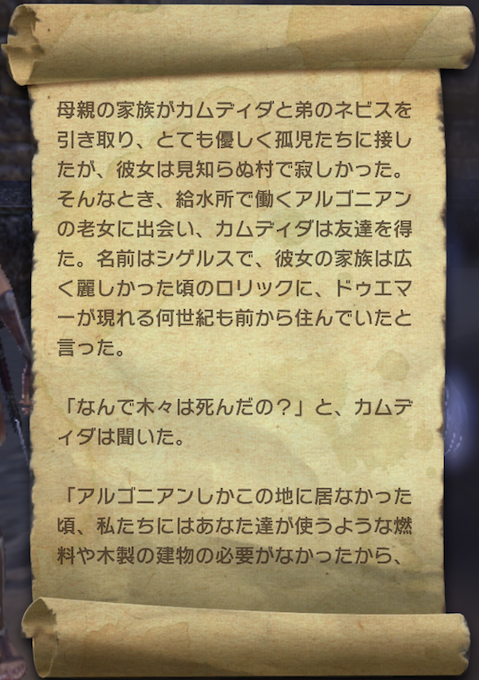 母親の家族がカムディダと弟のネビスを
引き取り、とても優しく孤児たちに接し
たが、彼女は見知らぬ村で寂しかった。
そんなとき、給水所で働くアルゴニアン
の老女に出会い、カムディダは友達を得
た。名前はシゲルスで、彼女の家族は広
く麗しかった頃のロリックに、ドゥエマ
ーが現れる何世紀も前から住んでいたと
言った。
「なんで木々は死んだの？」と、カムデ
ィダは聞いた。
「アルゴニアンしかこの地に居なかった
頃、私たちにはあなた達が使うような燃
料や木製の建物の必要がなかったから、